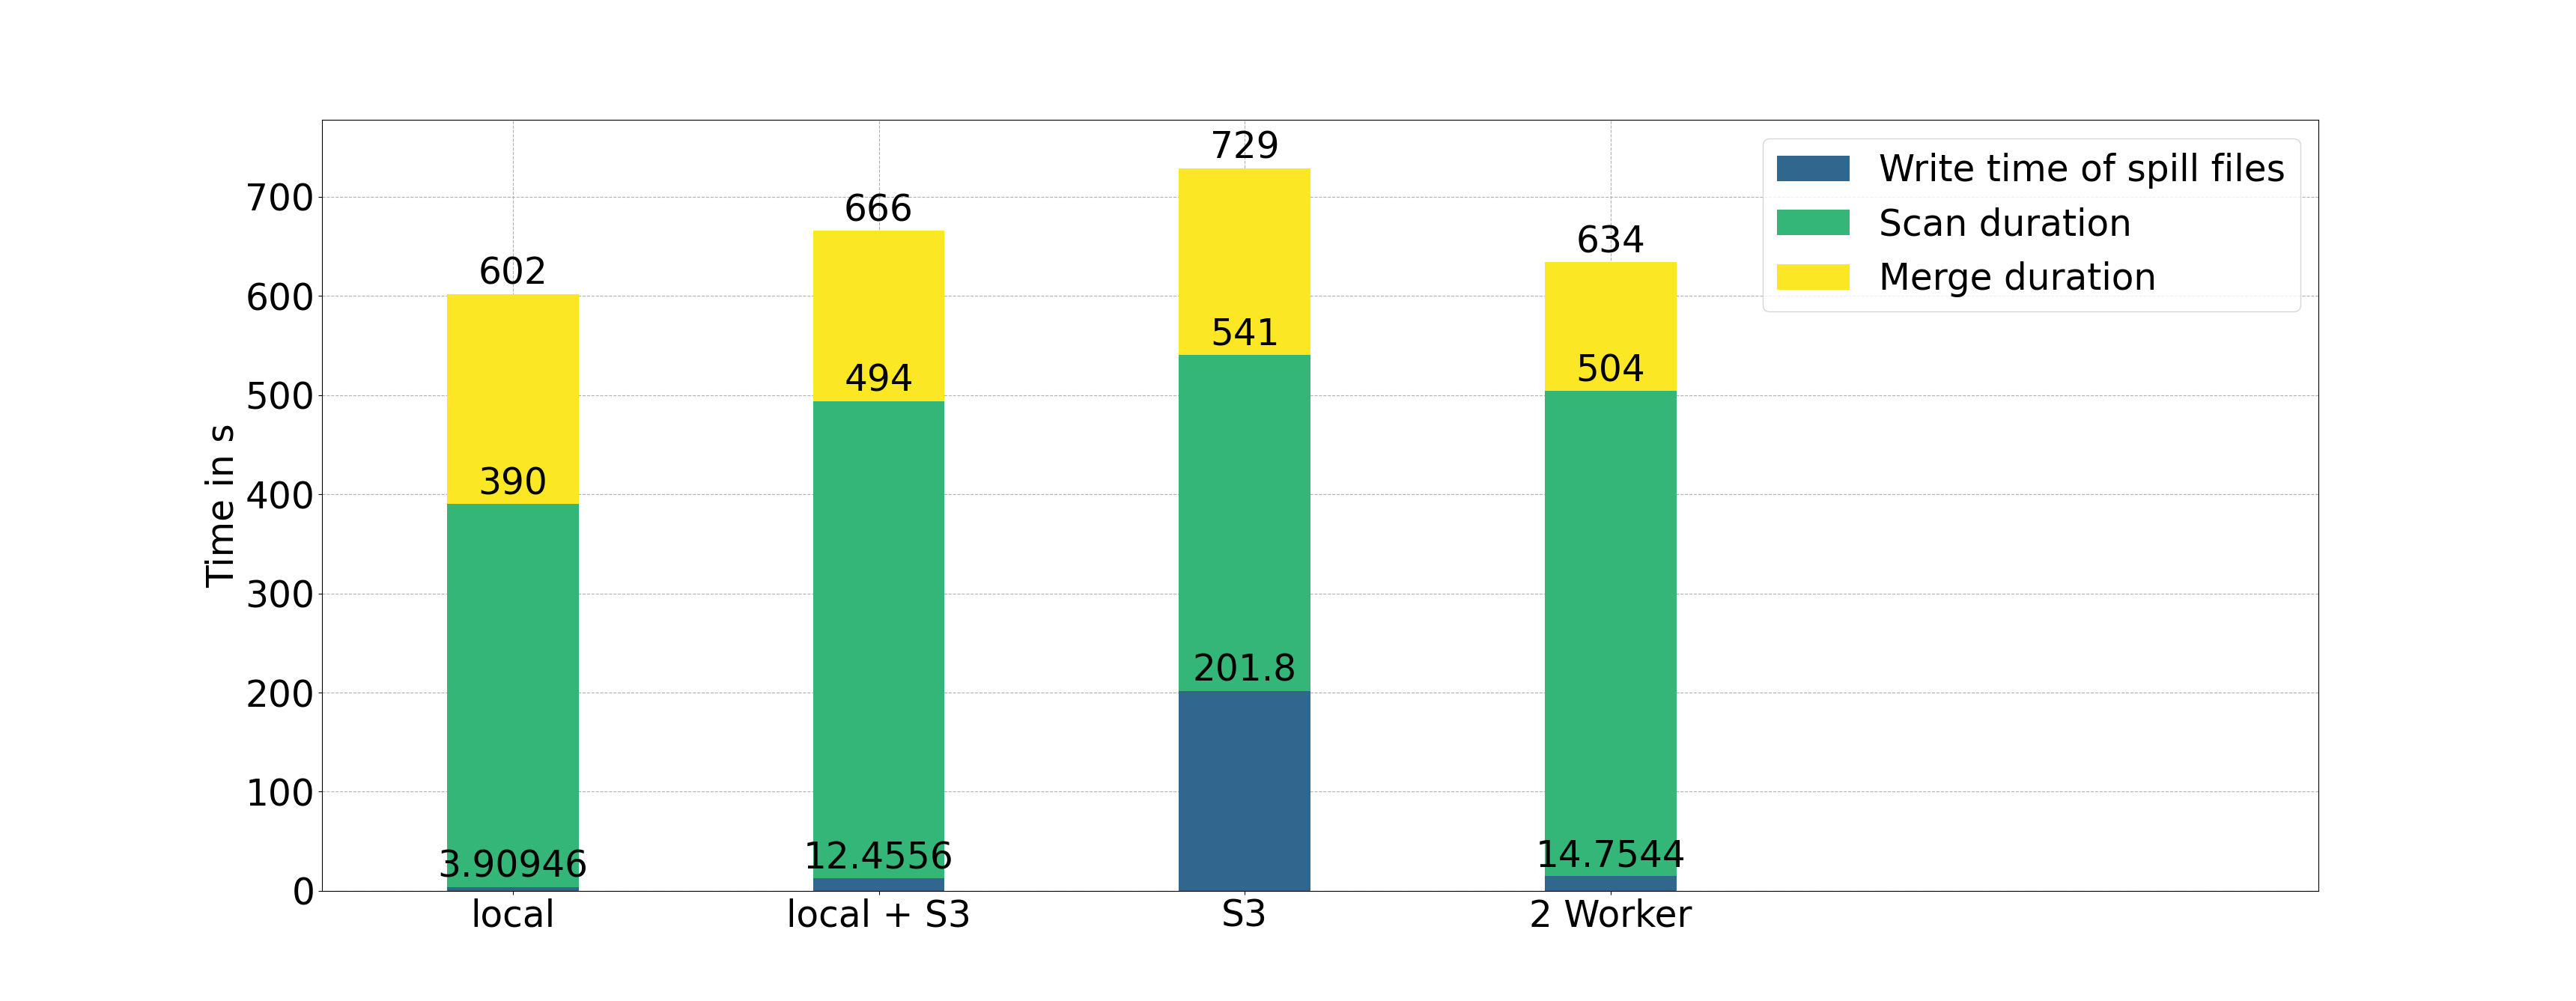 729
Write time of spill files
666
700
Scan duration
634
602
Merge duration
600
541
504
494
500
390
400
Time in s
300
201.8
200
100
3.90946
12.4556
14.7544
0
local
local + S3
S3
2 Worker